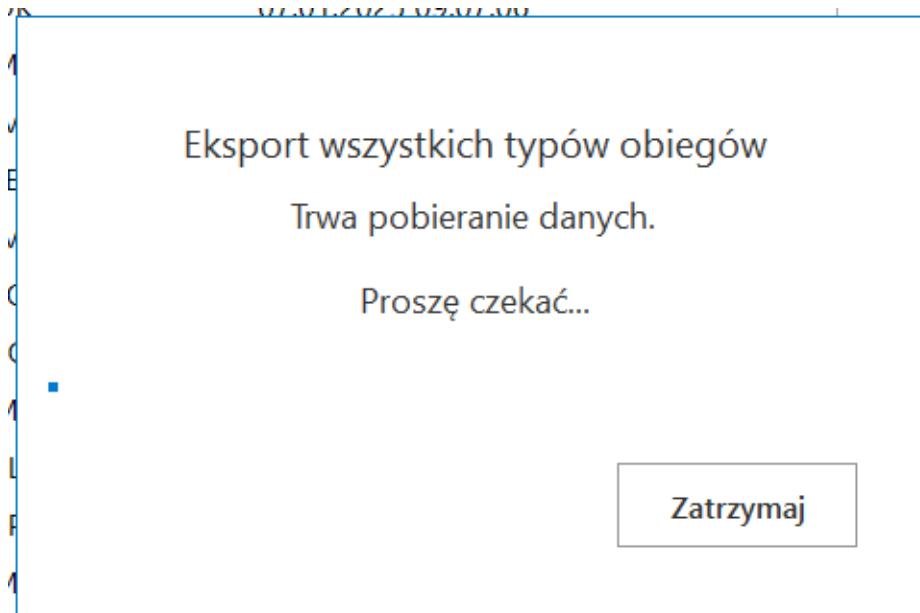 Eksport wszystkich typów obiegów
Trwa pobieranie danych.
Proszę czekać...
Zatrzymaj